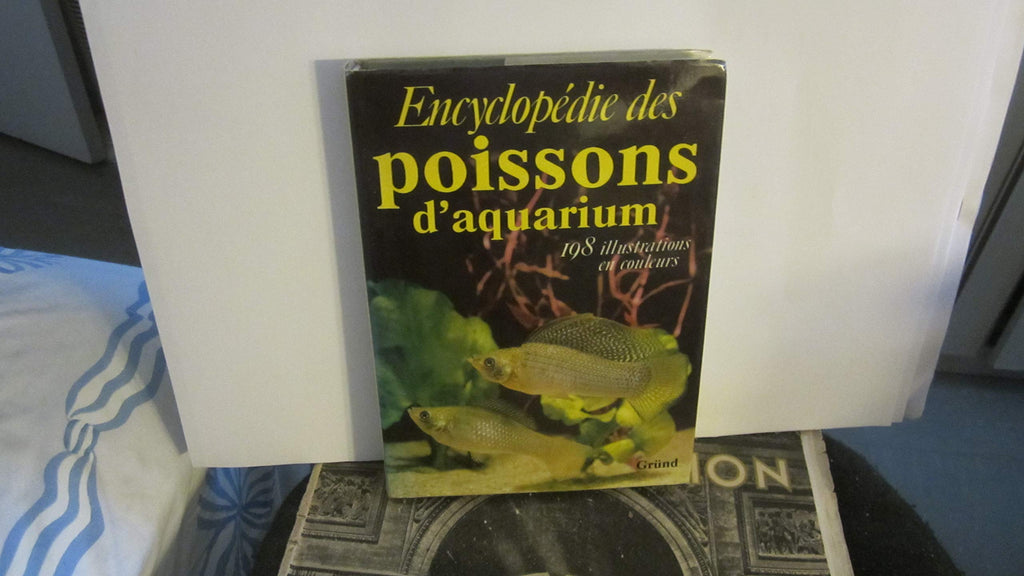 Encyclopédie des
poissons
d'aquarium
198 illustrations
en couleurs
Gründ
ION